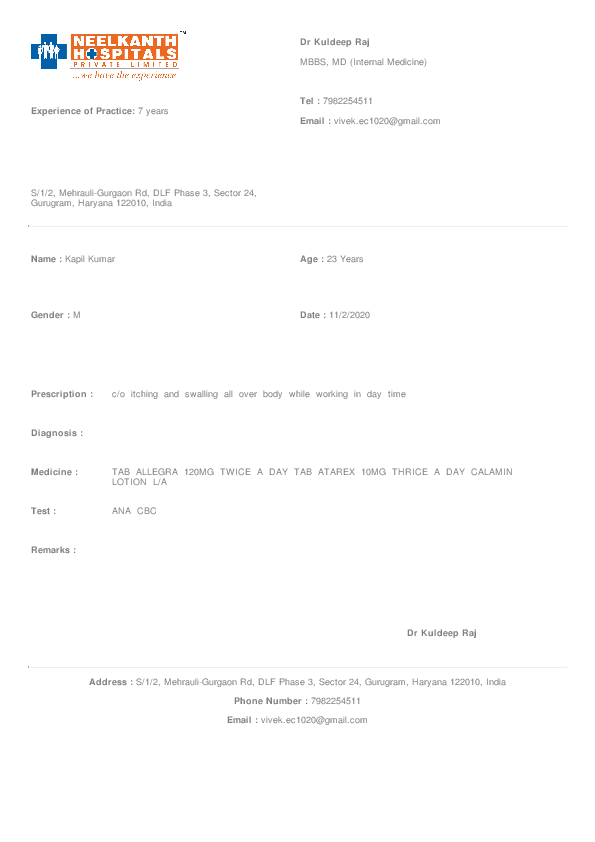 NEELKANTH
HOSPITALS
PRIVATE LIMITED
...we have the experience
TM
Dr Kuldeep Raj
MBBS, MD (Internal Medicine)
Tel : 7982254511
Experience of Practice: 7 years
Email : vivek.ec1020@gmail.com
S/1/2, Mehrauli-Gurgaon Rd, DLF Phase 3, Sector 24,
Gurugram, Haryana 122010, India
Name : Kapil Kumar
Age : 23 Years
Gender : M
Date : 11/2/2020
Prescription : c/o itching and swalling all over body while working in day time
Diagnosis :
Medicine : TAB ALLEGRA 120MG TWICE A DAY TAB ATAREX 10MG THRICE A DAY CALAMIN
LOTION L/A
Test : ANA CBC
Remarks :
Dr Kuldeep Raj
Address : S/1/2, Mehrauli-Gurgaon Rd, DLF Phase 3, Sector 24, Gurugram, Haryana 122010, India
Phone Number : 7982254511
Email : vivek.ec1020@gmail.com